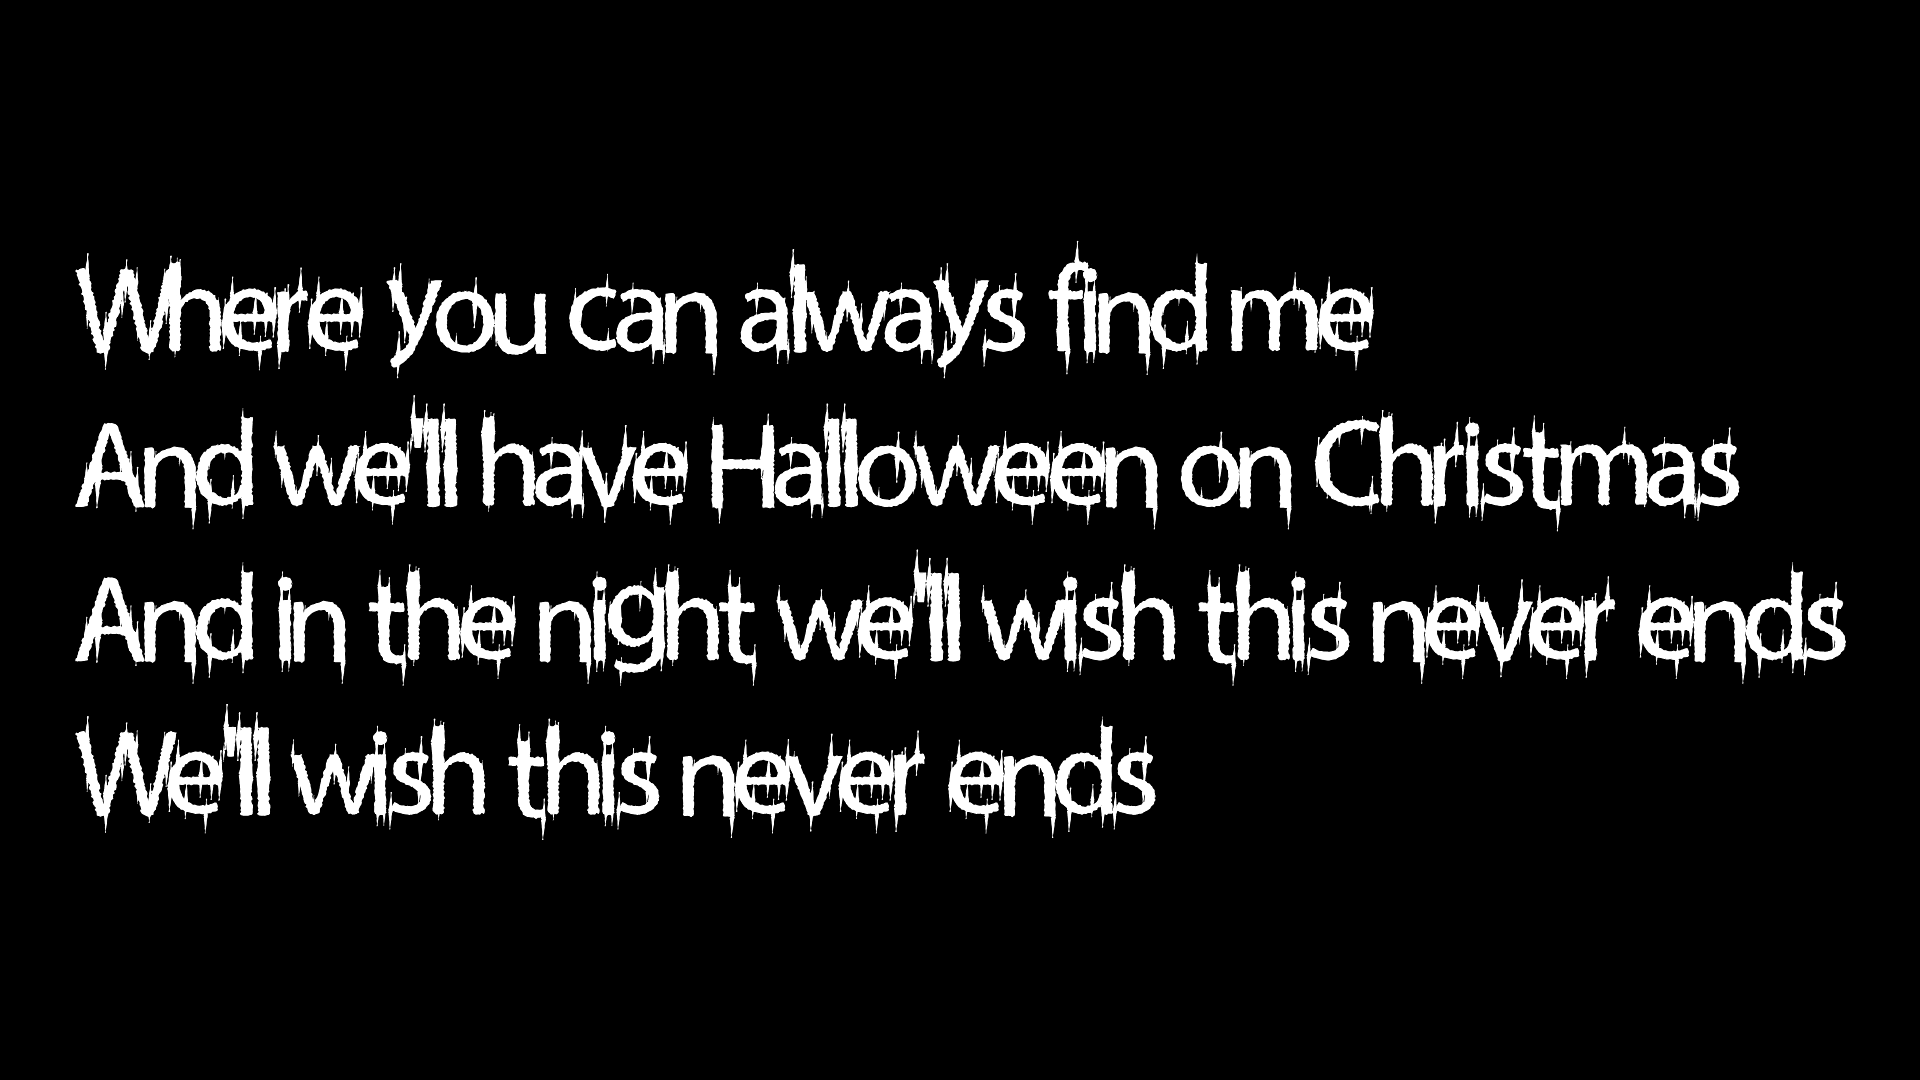 Where you can always find me
And we'll have Halloween on Christmas
And in the night we'll wish this never ends
We'll wish this never ends